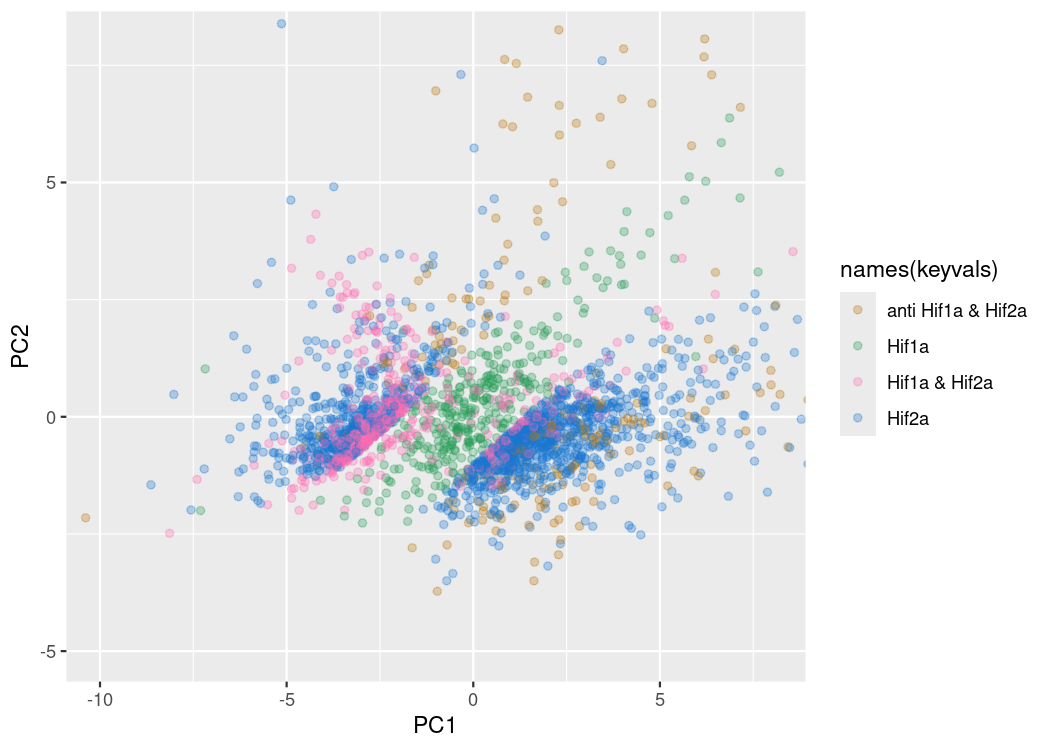 5
0
-5
-10
-5
0
5
PC1
PC2
names(keyvals)
anti Hif1a & Hif2a
Hif1a
Hif1a & Hif2a
Hif2a